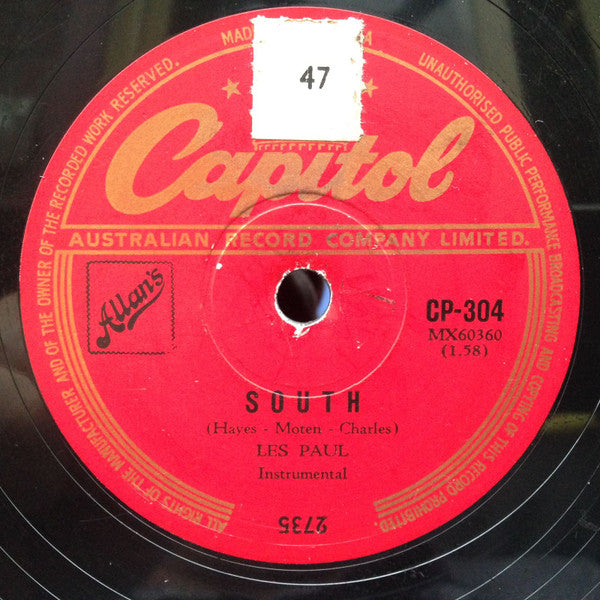 47
MADE
A
Capitol
AUSTRALIAN RECORD COMPANY LIMITED.
Allan's
CP-304
MX60360
(1.58)
SOUTH
(Hayes - Moten - Charles)
LES PAUL
Instrumental
2735
ALL RIGHTS OF THE MANUFACTURER AND OF THE OWNER OF THE RECORDED WORK RESERVED.
UNAUTHORISED PUBLIC PERFORMANCE BROADCASTING AND COPYING OF THIS RECORD PROHIBITED.